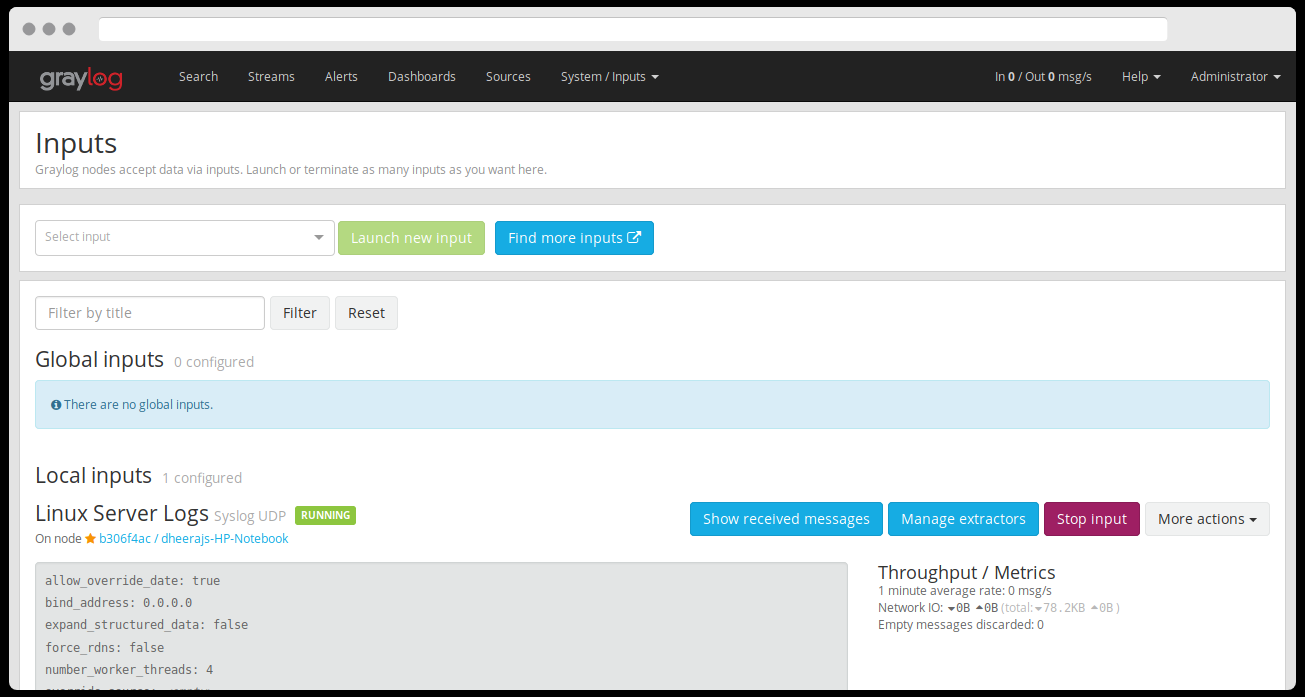 graylog Search Streams Alerts Dashboards Sources System / Inputs In 0 / Out 0 msg/s Help Administrator
Inputs
Graylog nodes accept data via inputs. Launch or terminate as many inputs as you want here.
Select input Launch new input Find more inputs
Filter by title Filter Reset
Global inputs 0 configured
There are no global inputs.
Local inputs 1 configured
Linux Server Logs Syslog UDP RUNNING Show received messages Manage extractors Stop input More actions
On node b306f4ac / dheerajs-HP-Notebook
allow_override_date: true
bind_address: 0.0.0.0
expand_structured_data: false
force_rdns: false
number_worker_threads: 4
Throughput / Metrics
1 minute average rate: 0 msg/s
Network IO: 0B 0B (total: 78.2KB 0B )
Empty messages discarded: 0